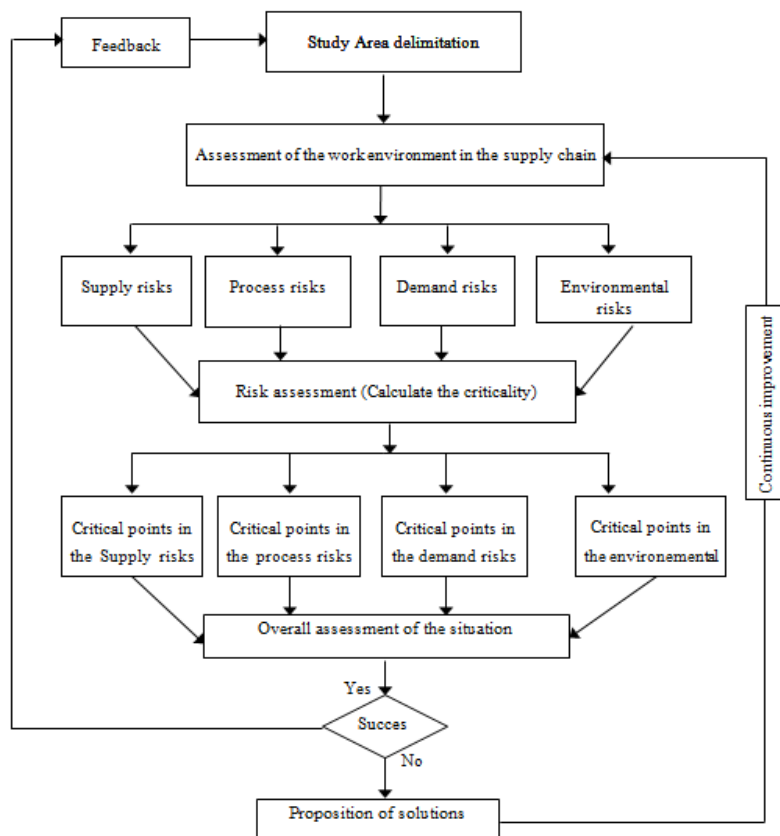 Feedback
Study Area delimitation
Assessment of the work environment in the supply chain
Supply risks
Process risks
Demand risks
Environmental
risks
Continuous improvement
Risk assessment (Calculate the criticality)
Critical points in
the Supply risks
Critical points in
the process risks
Critical points in
the demand risks
Critical points in
the environemental
Overall assessment of the situation
Yes
Succes
No
Proposition of solutions